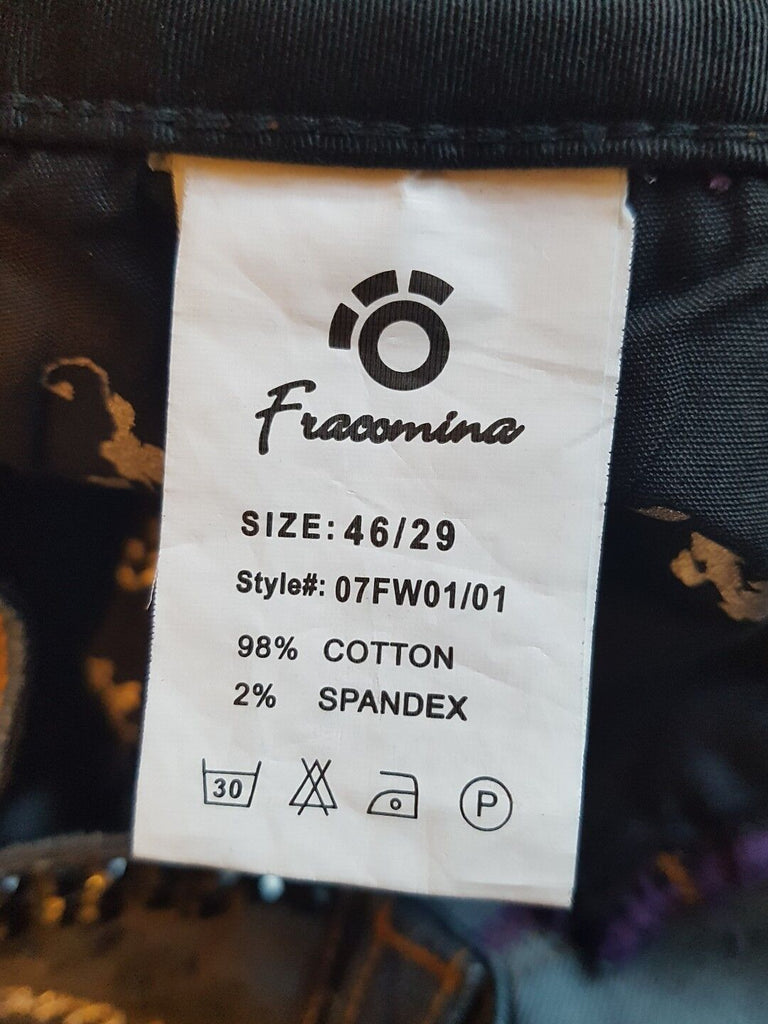 Fracomina
SIZE: 46/29
Style#: 07FW01/01
98% COTTON
2% SPANDEX
30
P